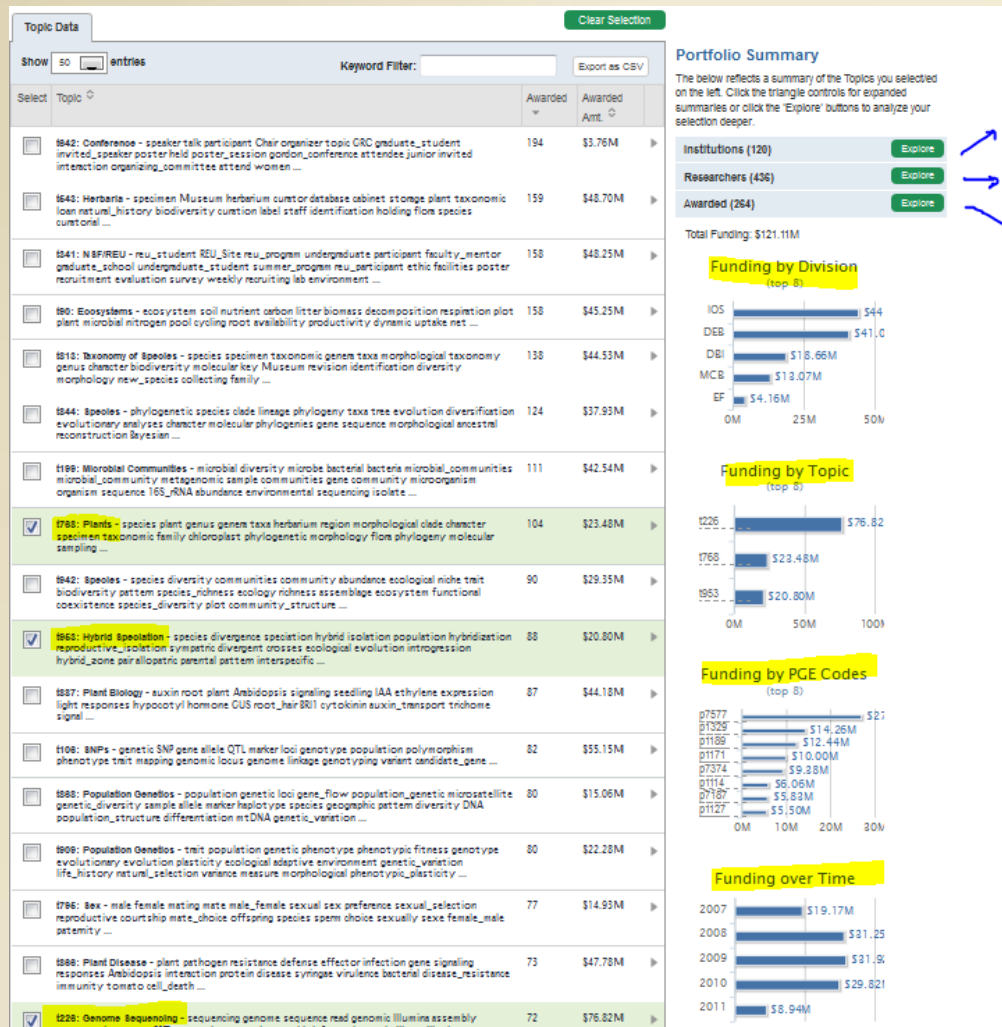 Topic Data
Clear Selection
Show 50 entries
Keyword Filter:
Export as CSV
Select Topic Awarded Awarded Amt.
t642: Conference - speaker talk participant Chair organizer topic GRC graduate_student 194 $3.76M
invited_speaker poster held poster_session gordon_conference attendee junior invited
interaction organizing_committee attend women ...
t643: Herbaria - specimen Museum herbarium curator database cabinet storage plant taxonomic 159 $48.70M
loan natural_history biodiversity curation label staff identification holding flora species
curatorial ...
t841: NSF/REU - reu_student REU_Site reu_program undergraduate participant faculty_mentor 158 $48.25M
graduate_school undergraduate_student summer_program reu_participant ethic facilities poster
recruitment evaluation survey weekly recruiting lab environment ...
t90: Ecosystems - ecosystem soil nutrient carbon litter biomass decomposition respiration plot 158 $45.25M
plant microbial nitrogen pool cycling root availability productivity dynamic uptake net ...
t818: Taxonomy of Species - species specimen taxonomic genera taxa morphological taxonomy 138 $44.53M
genus character biodiversity molecular key Museum revision identification diversity
morphology new_species collecting family ...
t844: Species - phylogenetic species clade lineage phylogeny taxa tree evolution diversification 124 $37.93M
evolutionary analyses character molecular phylogenies gene sequence morphological ancestral
reconstruction Bayesian ...
t199: Microbial Communities - microbial diversity microbe bacterial bacteria microbial_communities 111 $42.54M
microbial_community metagenomic sample communities gene community microorganism
organism sequence 16S_rRNA abundance environmental sequencing isolate ...
t768: Plants - species plant genus genera taxa herbarium region morphological clade character 104 $23.48M
specimen taxonomic family chloroplast phylogenetic morphology flora phylogeny molecular
sampling ...
t942: Species - species diversity communities community abundance ecological niche trait 90 $29.35M
biodiversity pattern species_richness ecology richness assemblage ecosystem functional
coexistence species_diversity plot community_structure ...
t953: Hybrid Speciation - species divergence speciation hybrid isolation population hybridization 88 $20.80M
reproductive_isolation sympatric divergent crosses ecological evolution introgression
hybrid_zone pair allopatric parental pattern interspecific ...
t887: Plant Biology - auxin root plant Arabidopsis signaling seedling IAA ethylene expression 87 $44.18M
light responses hypocotyl hormone GUS root_hair BRI1 cytokinin auxin_transport trichome
signal ...
t106: SNPs - genetic SNP gene allele QTL marker loci genotype population polymorphism 82 $55.15M
phenotype trait mapping genomic locus genome linkage genotyping variant candidate_gene ...
t868: Population Genetics - population genetic loci gene_flow population_genetic microsatellite 80 $15.06M
genetic_diversity sample allele marker haplotype species geographic pattern diversity DNA
population_structure differentiation mtDNA genetic_variation ...
t909: Population Genetics - trait population genetic phenotype phenotypic fitness genotype 80 $22.28M
evolutionary evolution plasticity ecological adaptive environment genetic_variation
life_history natural_selection variance measure morphological phenotypic_plasticity ...
t796: Sex - male female mating mate male_female sexual sex preference sexual_selection 77 $14.93M
reproductive courtship mate_choice offspring species sperm choice sexually sexe female_male
paternity ...
t866: Plant Disease - plant pathogen resistance defense effector infection gene signaling 73 $47.78M
responses Arabidopsis interaction protein disease syringae virulence bacterial disease_resistance
immunity tomato cell_death ...
t226: Genome Sequencing - sequencing genome sequence read genomic Illumina assembly 72 $76.82M
Portfolio Summary
The below reflects a summary of the Topics you select/ed
on the left. Click the triangle controls for expanded
summaries or click the 'Explore' buttons to analyze your
selection deeper.
Institutions (120) Explore
Researchers (436) Explore
Awarded (264) Explore
Total Funding: $121.11M
Funding by Division
(top 8)
IOS $44
DEB $41.0
DBI $18.66M
MCB $13.07M
EF $4.16M
0M 25M 50M
Funding by Topic
(top 8)
t226 $76.82
t768 $23.48M
t953 $20.80M
0M 50M 100M
Funding by PGE Codes
(top 8)
p7577 $27
p1329 $14.26M
p1189 $12.44M
p1171 $10.00M
p7374 $9.38M
p1114 $6.06M
p7187 $5.83M
p1127 $5.50M
0M 10M 20M 30M
Funding over Time
2007 $19.17M
2008 $31.25
2009 $31.92
2010 $29.82
2011 $8.94M